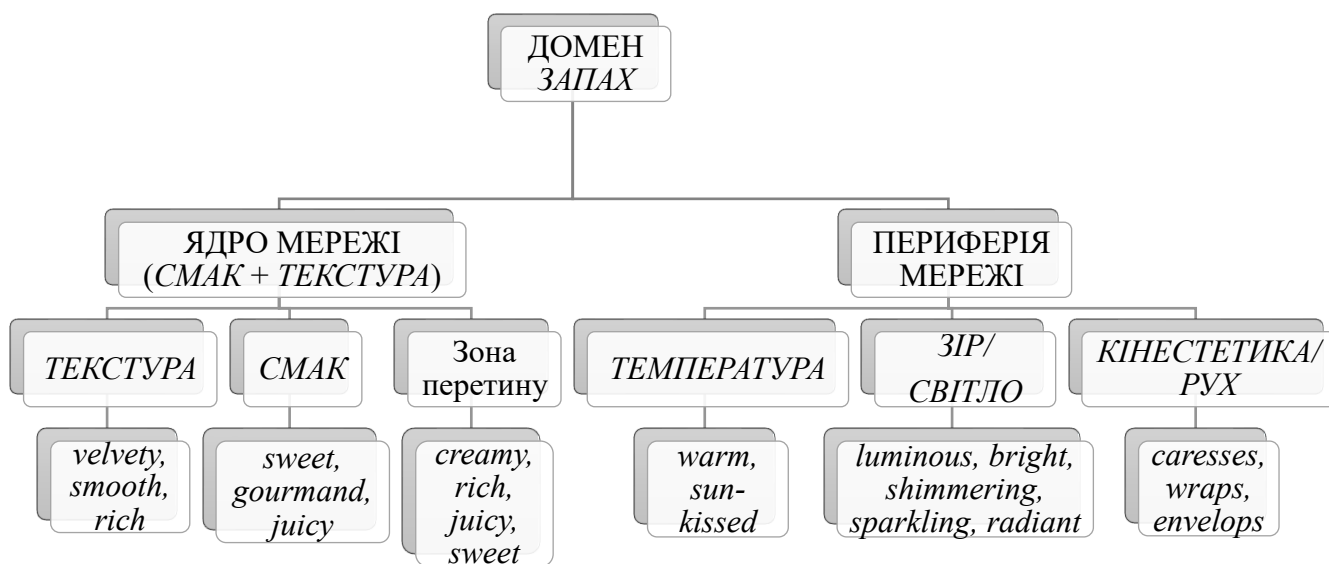 ДОМЕН
ЗАПАХ
ЯДРО МЕРЕЖІ
(СМАК + ТЕКСТУРА)
ПЕРИФЕРІЯ
МЕРЕЖІ
ТЕКСТУРА
СМАК
Зона
перетину
ТЕМПЕРАТУРА
ЗІР/
СВІТЛО
КІНЕСТЕТИКА/
РУХ
velvety,
smooth,
rich
sweet,
gourmand,
juicy
creamy,
rich,
juicy,
sweet
warm,
sun-
kissed
luminous, bright,
shimmering,
sparkling, radiant
caresses,
wraps,
envelops